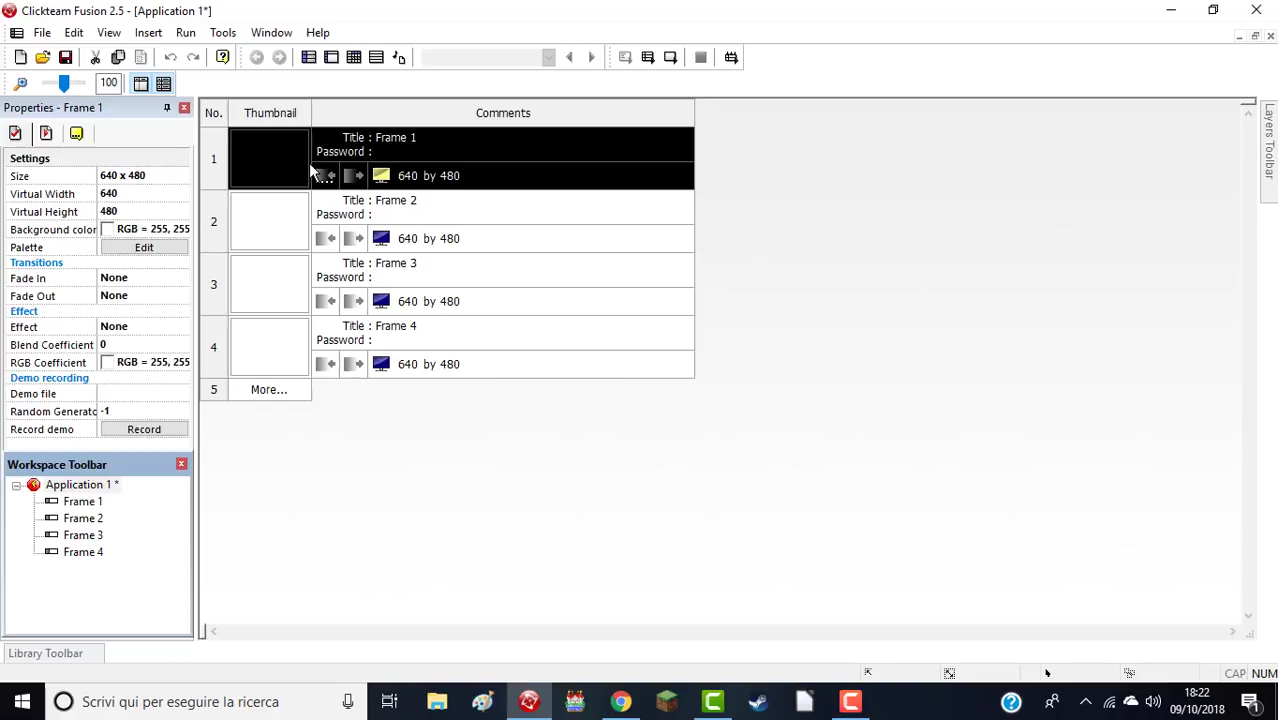 Clickteam Fusion 2.5 - [Application 1*]
File Edit View Insert Run Tools Window Help
100
Properties - Frame 1
Settings
Size 640 x 480
Virtual Width 640
Virtual Height 480
Background color RGB = 255, 255
Palette Edit
Transitions
Fade In None
Fade Out None
Effect
Effect None
Blend Coefficient 0
RGB Coefficient RGB = 255, 255
Demo recording
Demo file
Random Generato -1
Record demo Record
Workspace Toolbar
Application 1 *
Frame 1
Frame 2
Frame 3
Frame 4
Library Toolbar
No. Thumbnail Comments
1 Title : Frame 1
Password :
640 by 480
2 Title : Frame 2
Password :
640 by 480
3 Title : Frame 3
Password :
640 by 480
4 Title : Frame 4
Password :
640 by 480
5 More...
Layers Toolbar
CAP NUM
Scrivi qui per eseguire la ricerca
18:22
09/10/2018
1